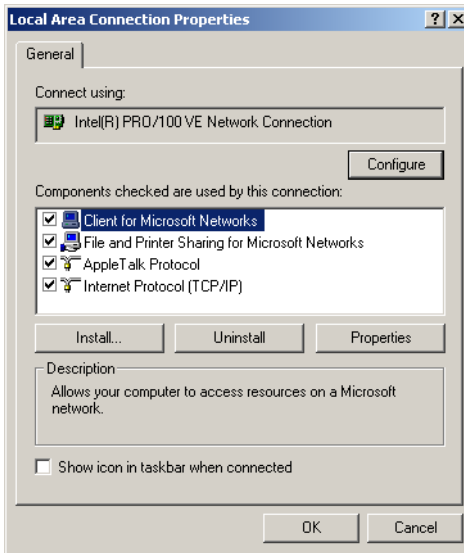 Local Area Connection Properties
General
Connect using:
Intel(R) PRO/100 VE Network Connection
Configure
Components checked are used by this connection:
Client for Microsoft Networks
File and Printer Sharing for Microsoft Networks
AppleTalk Protocol
Internet Protocol (TCP/IP)
Install... Uninstall Properties
Description
Allows your computer to access resources on a Microsoft
network.
Show icon in taskbar when connected
OK Cancel